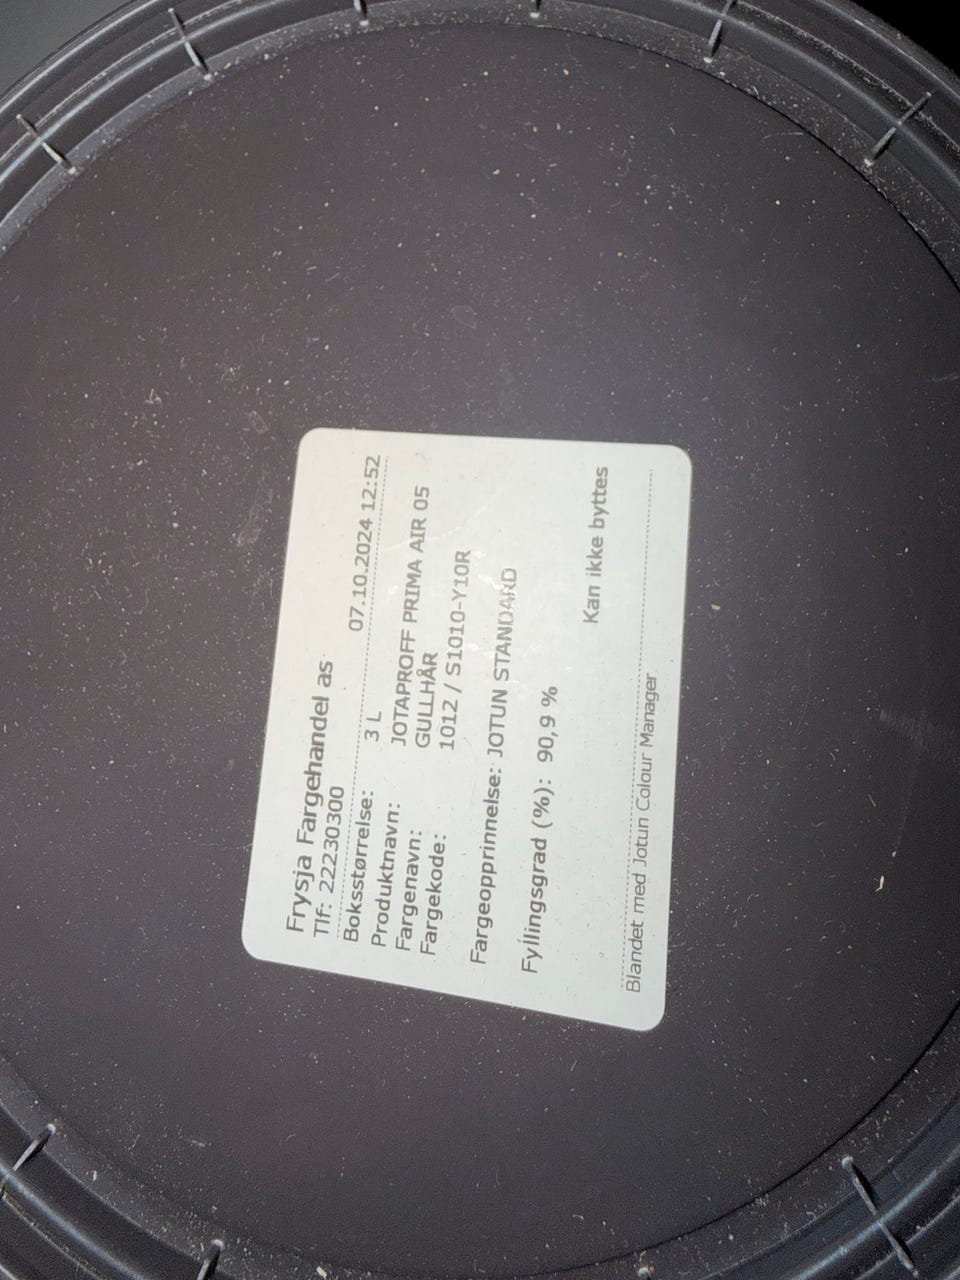 Frysja Fargehandel as
Tlf: 22230300 07.10.2024 12:52
Boksstørrelse: 3 L
Produktnavn: JOTAPROFF PRIMA AIR 05
Fargenavn: GULLHÅR
Fargekode: 1012 / S1010-Y10R
Fargeopprinnelse: JOTUN STANDARD
Fyllingsgrad (%): 90,9 %
Kan ikke byttes
Blandet med Jotun Colour Manager